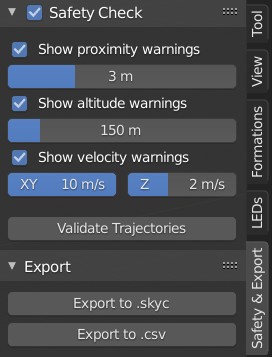 Safety Check
Show proximity warnings
3 m
Show altitude warnings
150 m
Show velocity warnings
XY 10 m/s Z 2 m/s
Validate Trajectories
Export
Export to .skyc
Export to .csv
Tool
View
Formations
LEDs
Safety & Export